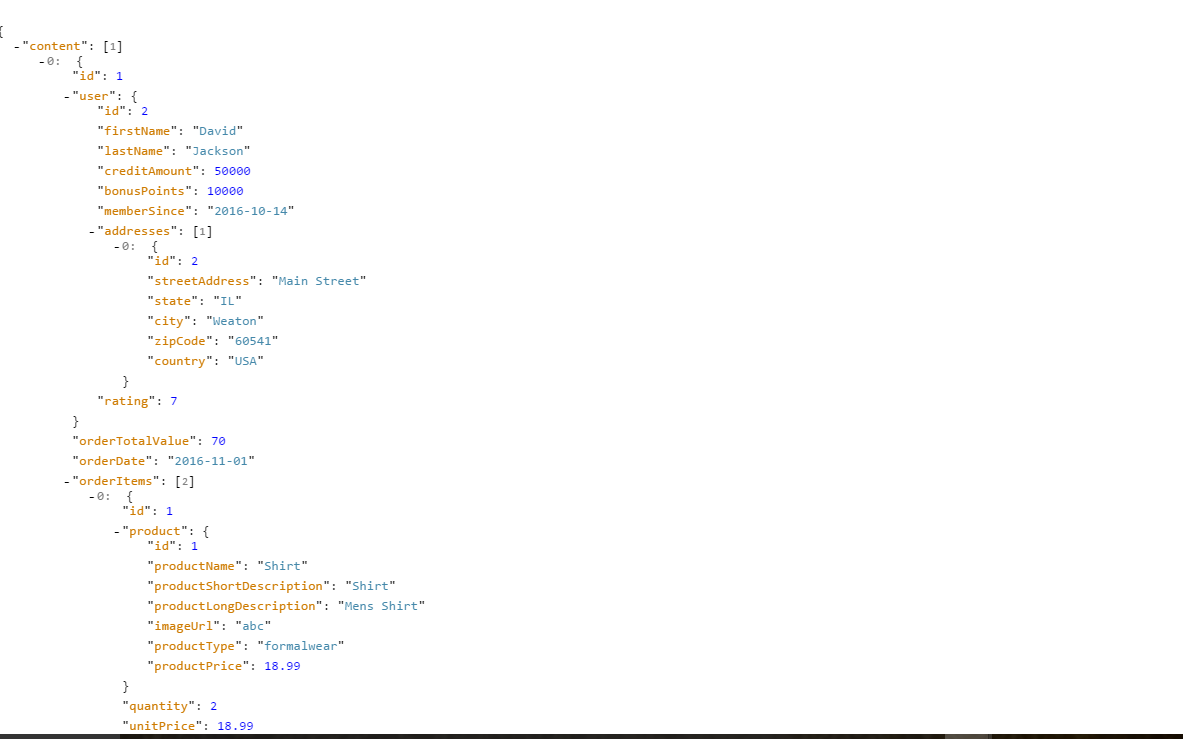 {
-"content": [1]
-0: {
"id": 1
-"user": {
"id": 2
"firstName": "David"
"lastName": "Jackson"
"creditAmount": 50000
"bonusPoints": 10000
"memberSince": "2016-10-14"
-"addresses": [1]
-0: {
"id": 2
"streetAddress": "Main Street"
"state": "IL"
"city": "Weaton"
"zipCode": "60541"
"country": "USA"
}
"rating": 7
}
"orderTotalValue": 70
"orderDate": "2016-11-01"
-"orderItems": [2]
-0: {
"id": 1
-"product": {
"id": 1
"productName": "Shirt"
"productShortDescription": "Shirt"
"productLongDescription": "Mens Shirt"
"imageUrl": "abc"
"productType": "formalwear"
"productPrice": 18.99
}
"quantity": 2
"unitPrice": 18.99